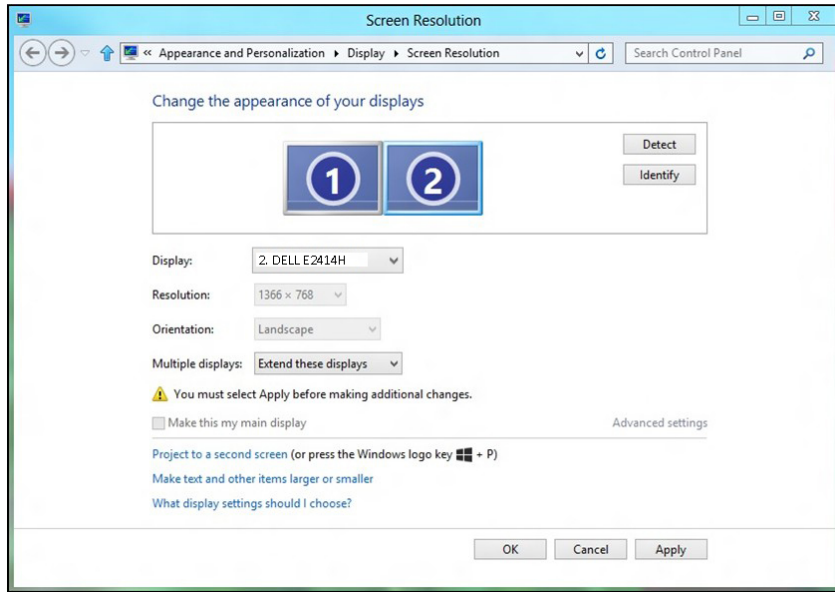 Screen Resolution
« Appearance and Personalization ▸ Display ▸ Screen Resolution Search Control Panel
Change the appearance of your displays
1 2
Detect
Identify
Display: 2. DELL E2414H
Resolution: 1366 × 768
Orientation: Landscape
Multiple displays: Extend these displays
You must select Apply before making additional changes.
Make this my main display Advanced settings
Project to a second screen (or press the Windows logo key + P)
Make text and other items larger or smaller
What display settings should I choose?
OK Cancel Apply